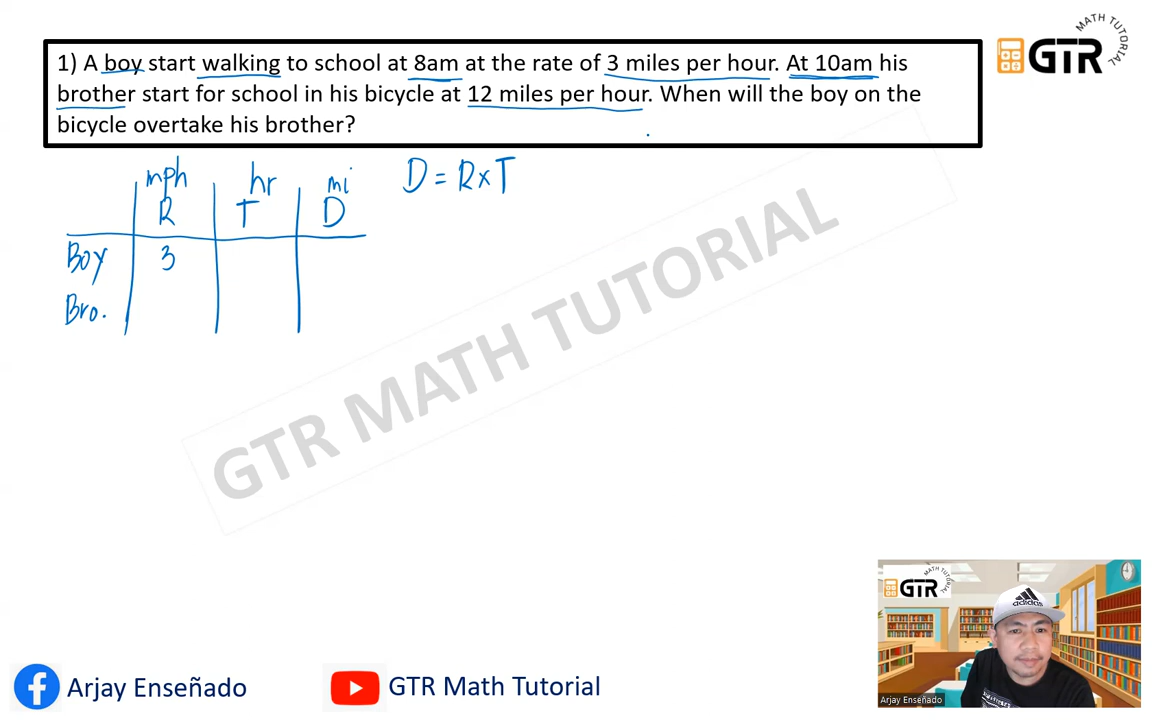 MATH TUTORIAL
GTR
1) A boy start walking to school at 8am at the rate of 3 miles per hour. At 10am his
brother start for school in his bicycle at 12 miles per hour. When will the boy on the
bicycle overtake his brother?
mph hr mi D = R×T
R T D
Boy 3
Bro.
GTR MATH TUTORIAL
MATH TUTORIAL
GTR
adidas
Arjay Enseñado
Arjay Enseñado
GTR Math Tutorial